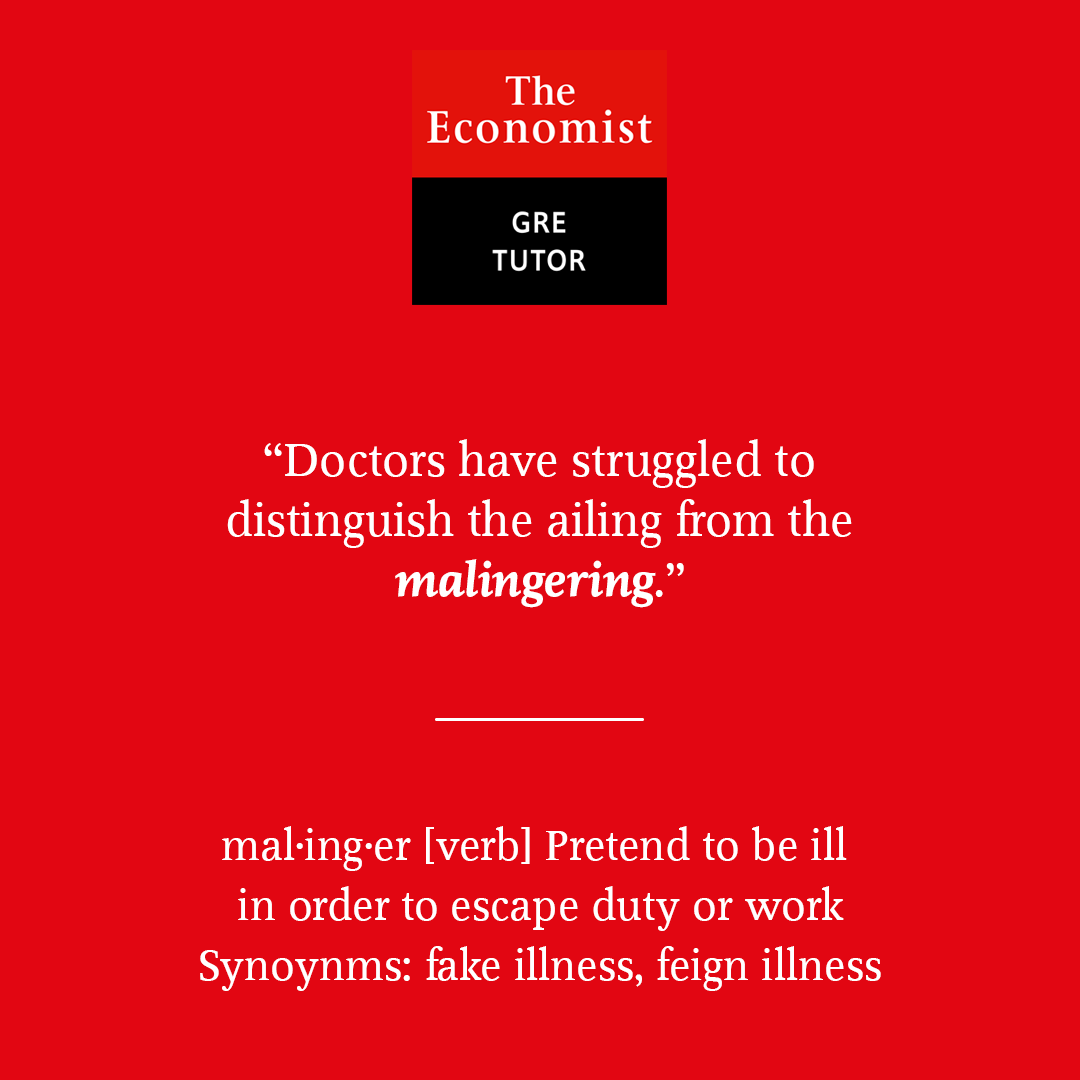 The
Economist
GRE
TUTOR
“Doctors have struggled to
distinguish the ailing from the
malingering.”
mal·ing·er [verb] Pretend to be ill
in order to escape duty or work
Synoynms: fake illness, feign illness